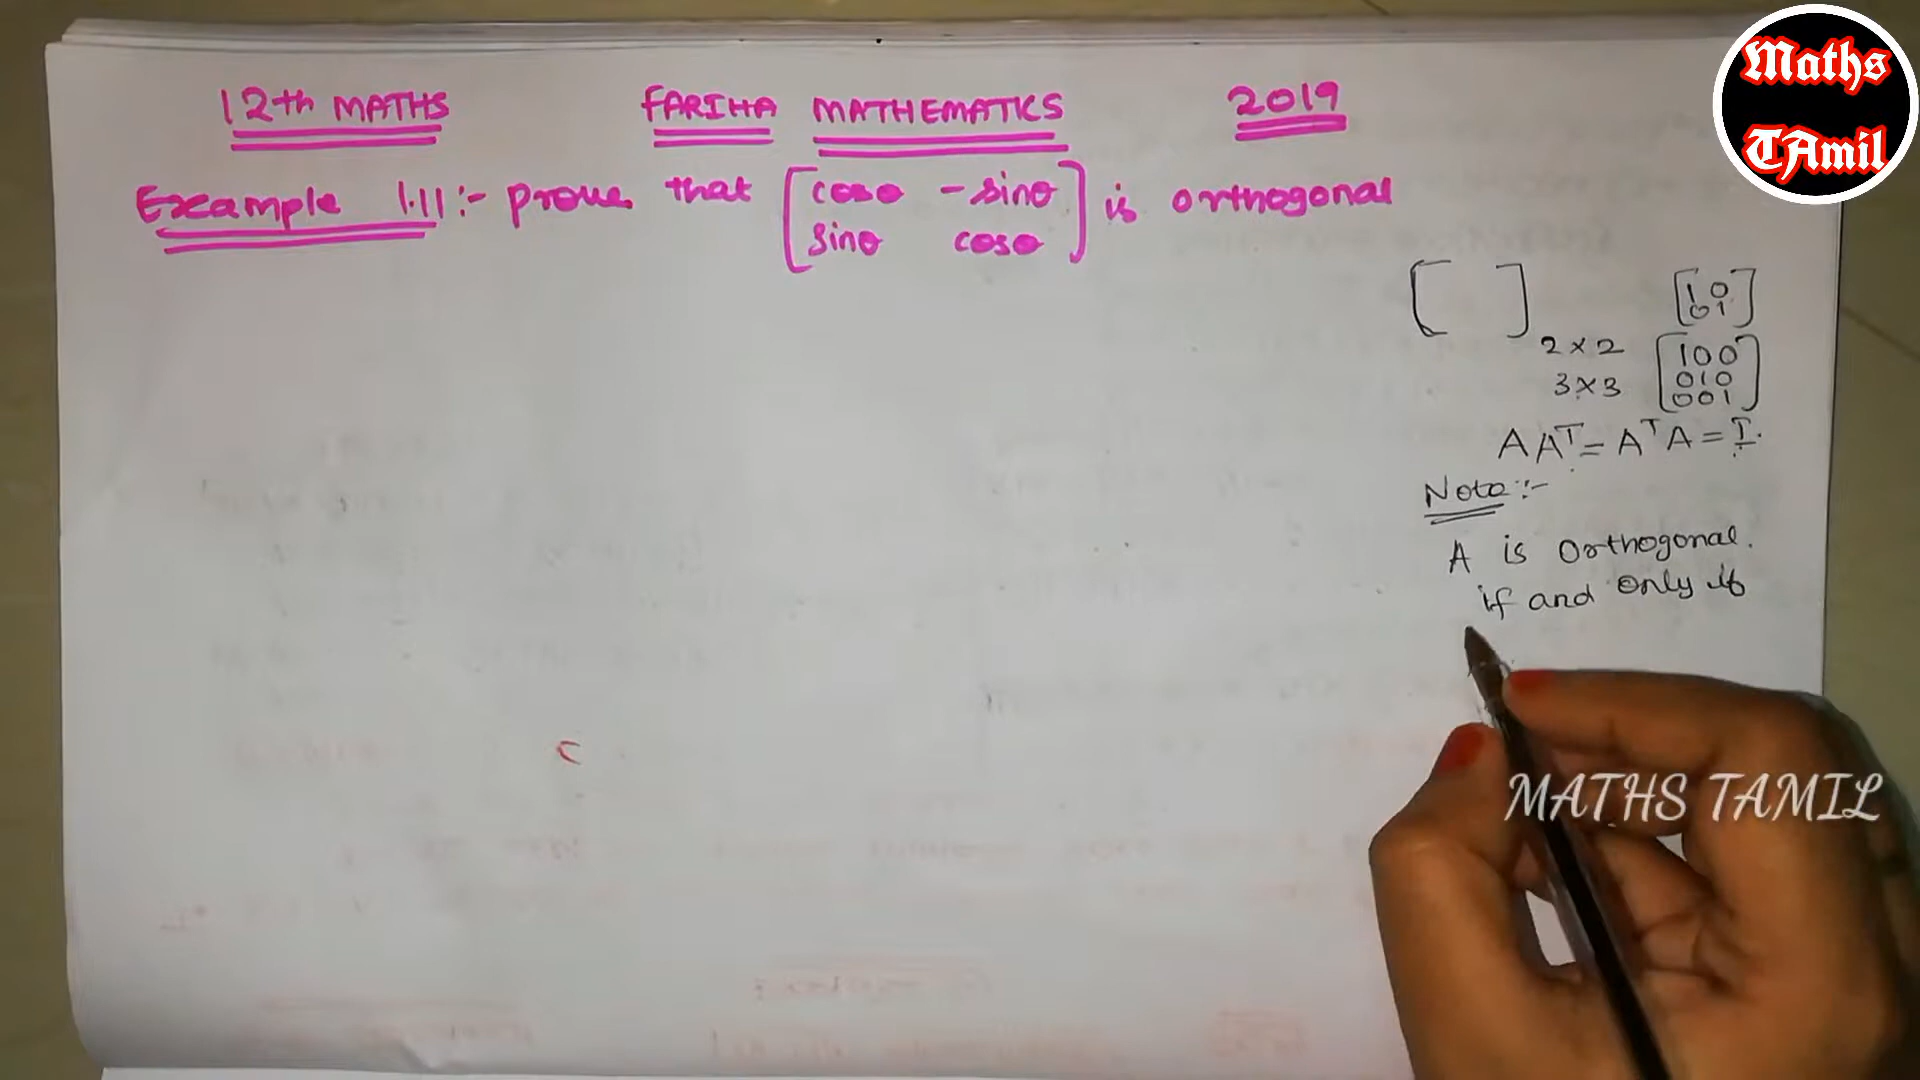 12th MATHS FARIHA MATHEMATICS 2019
Example 1.11:- prove that [cosθ -sinθ] is orthogonal
[sinθ cosθ]
[ ] 2×2 [1 0
0 1]
3×3 [1 0 0
0 1 0
0 0 1]
A Aᵀ = Aᵀ A = I.
Note:-
A is Orthogonal.
if and only if
Maths
TAmil
MATHS TAMIL